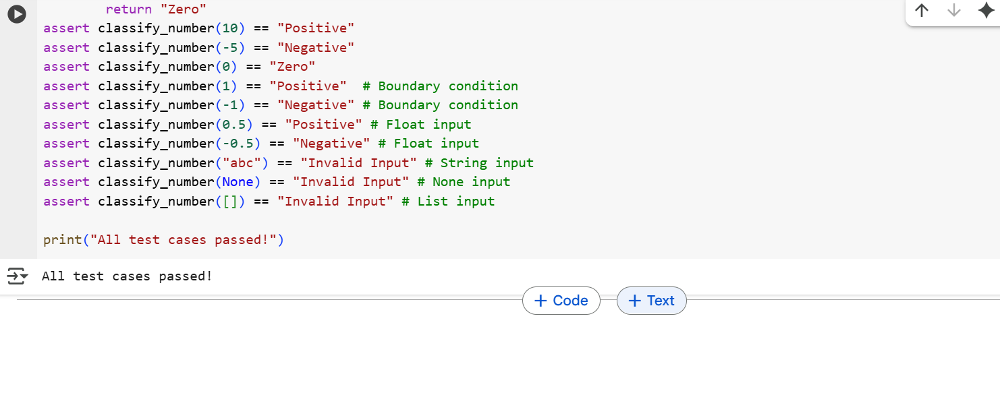 return "Zero"
assert classify_number(10) == "Positive"
assert classify_number(-5) == "Negative"
assert classify_number(0) == "Zero"
assert classify_number(1) == "Positive"  # Boundary condition
assert classify_number(-1) == "Negative" # Boundary condition
assert classify_number(0.5) == "Positive" # Float input
assert classify_number(-0.5) == "Negative" # Float input
assert classify_number("abc") == "Invalid Input" # String input
assert classify_number(None) == "Invalid Input" # None input
assert classify_number([]) == "Invalid Input" # List input
print("All test cases passed!")
All test cases passed!
+ Code + Text